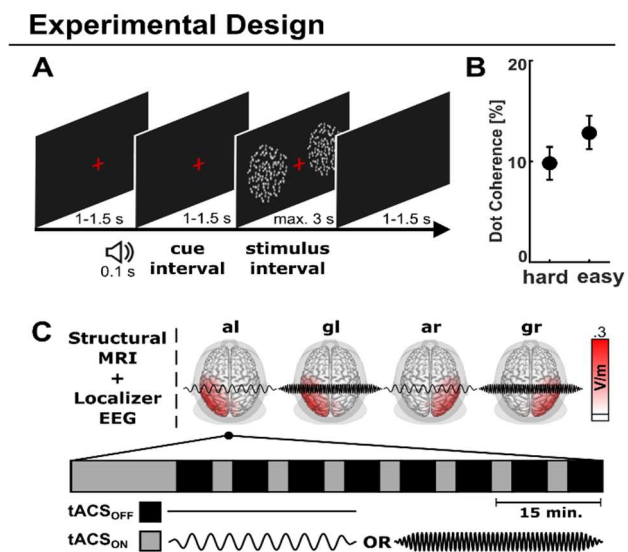 Experimental Design
A
1-1.5 s
1-1.5 s
max. 3 s
1-1.5 s
0.1 s
cue
interval
stimulus
interval
B
Dot Coherence [%]
20
10
0
hard easy
C
Structural
MRI
+
Localizer
EEG
al gl ar gr
.3
V/m
15 min.
tACSOFF
tACSON
OR